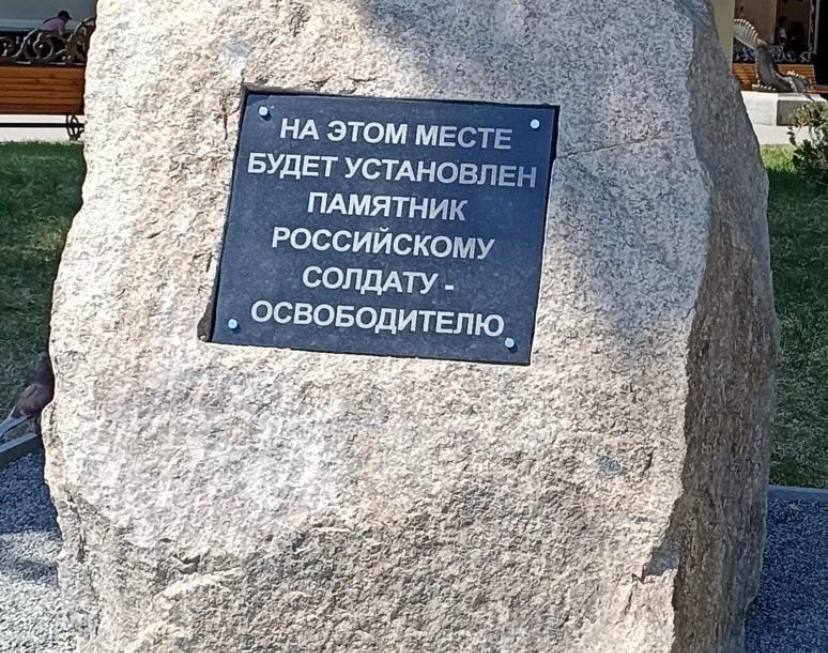 НА ЭТОМ МЕСТЕ
БУДЕТ УСТАНОВЛЕН
ПАМЯТНИК
РОССИЙСКОМУ
СОЛДАТУ -
ОСВОБОДИТЕЛЮ